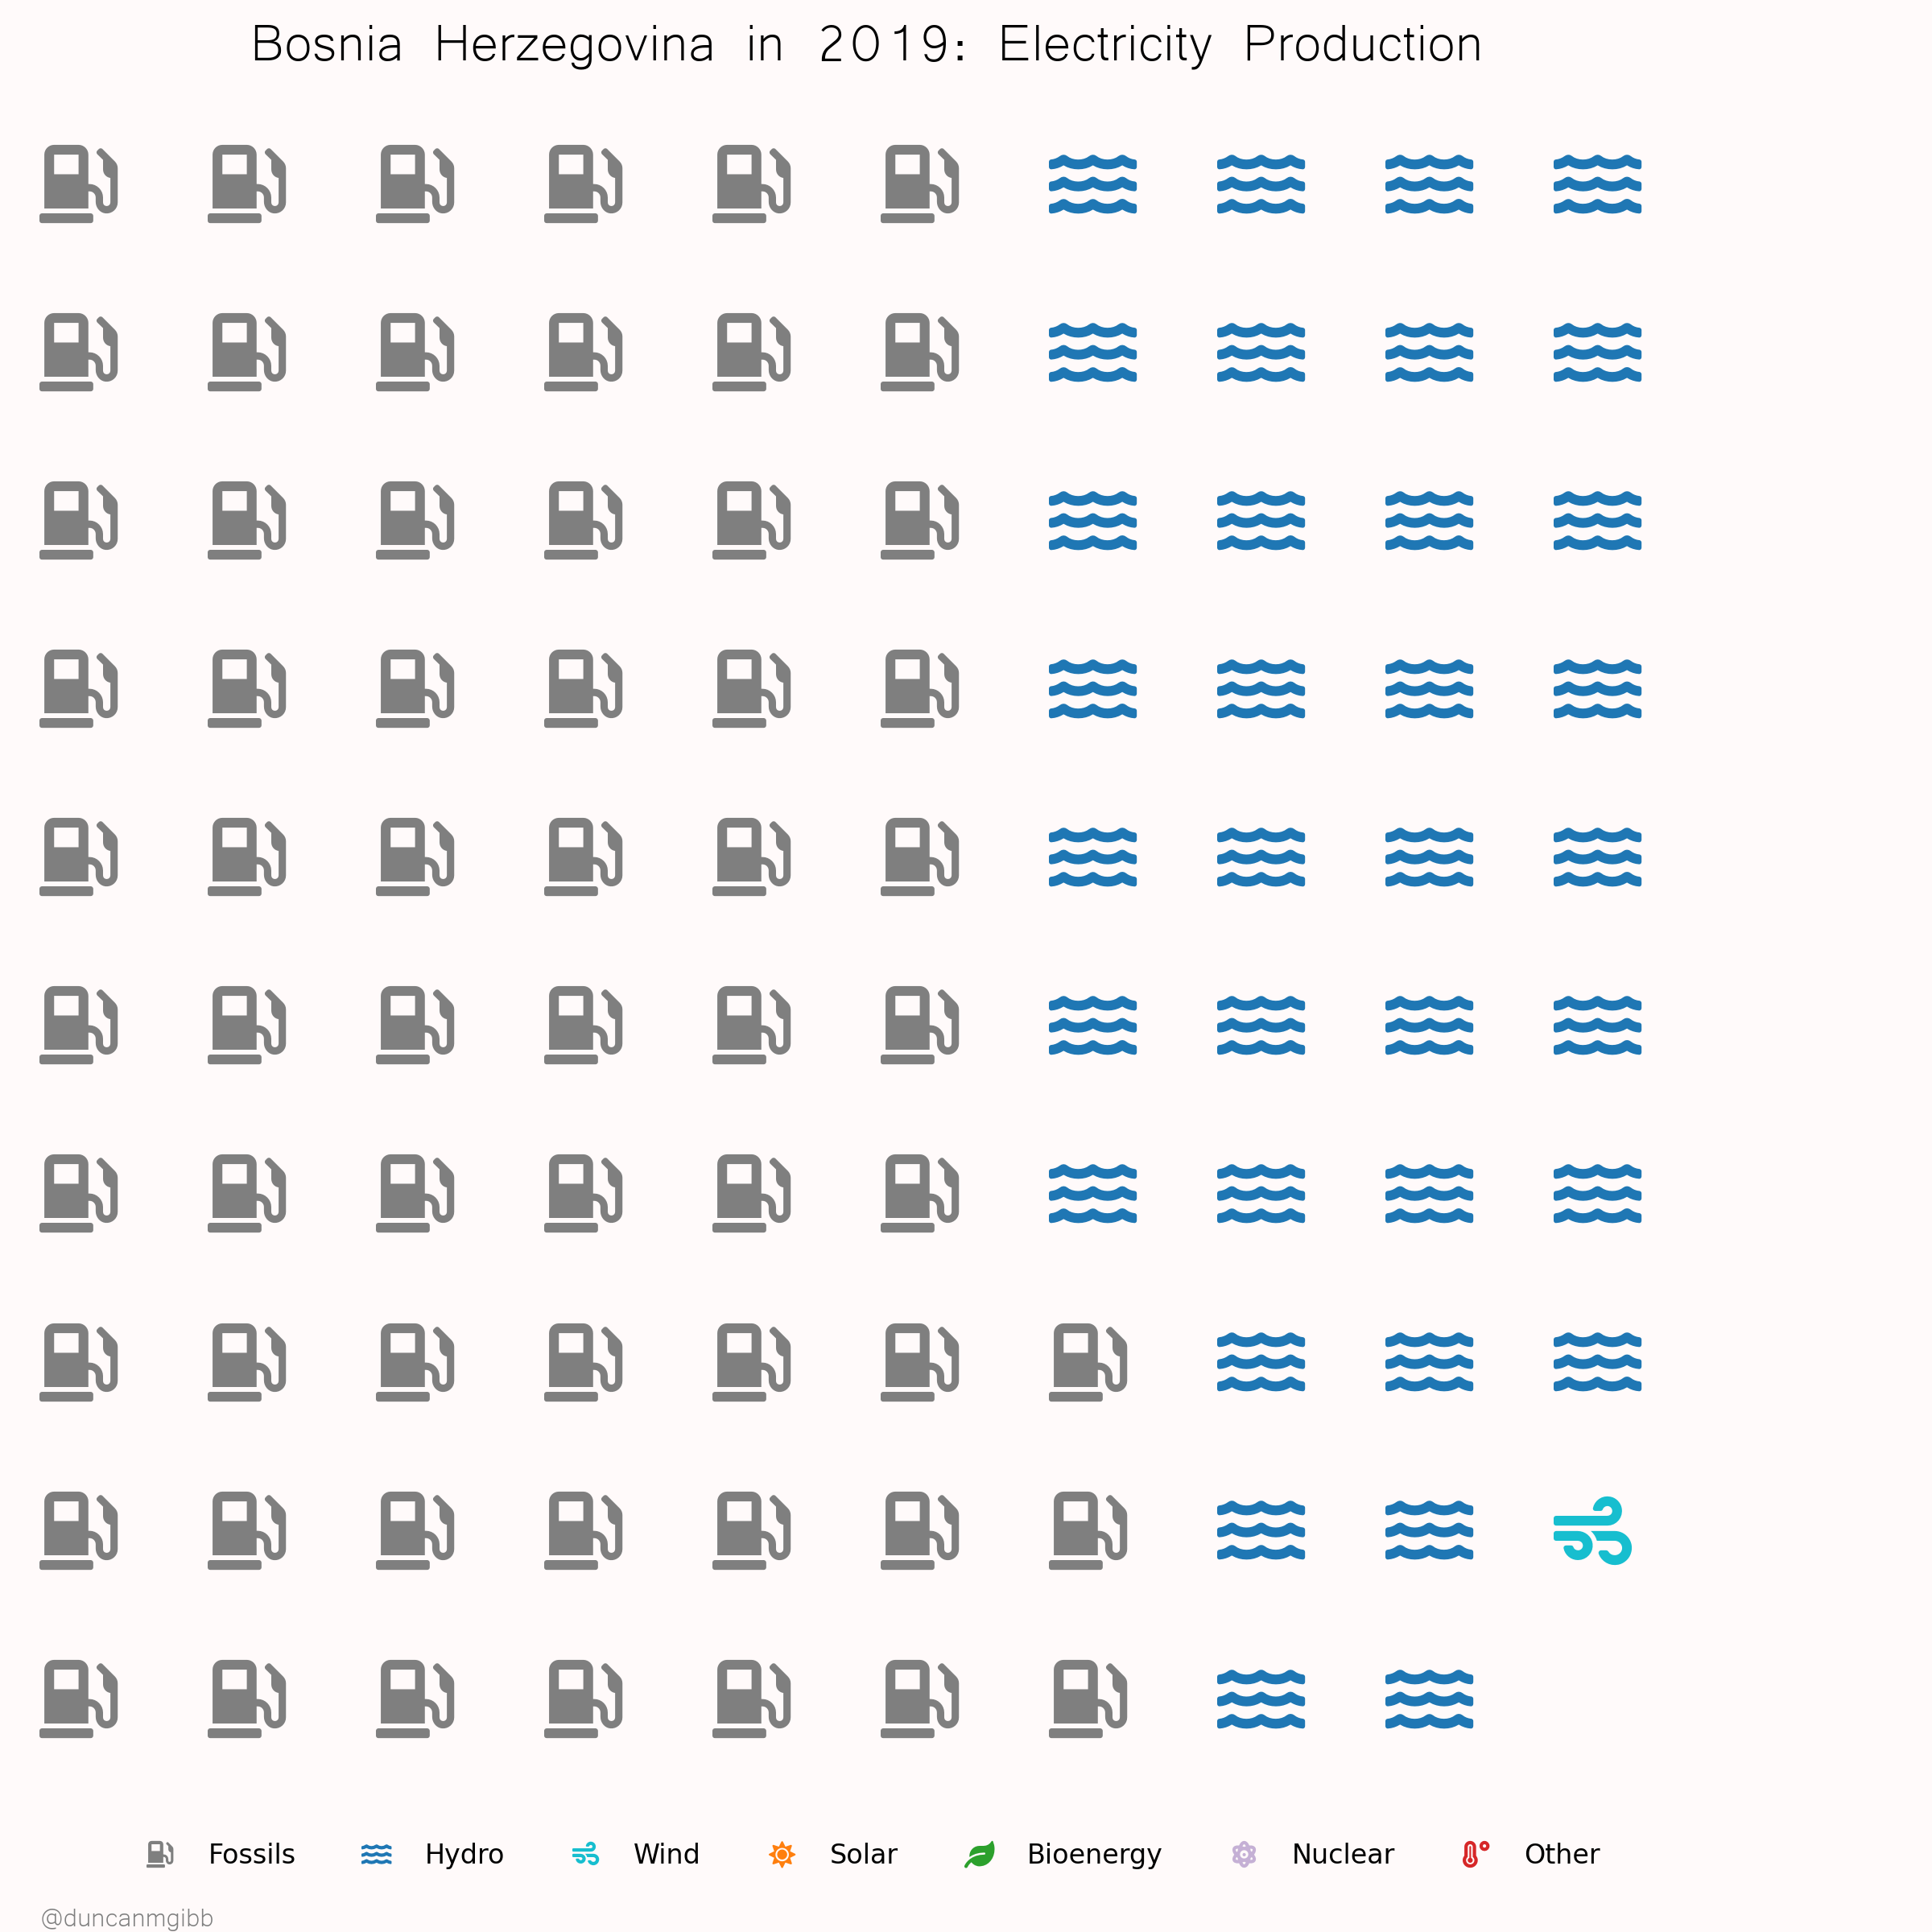 Bosnia Herzegovina in 2019: Electricity Production
Fossils Hydro Wind Solar Bioenergy Nuclear Other
@duncanmgibb